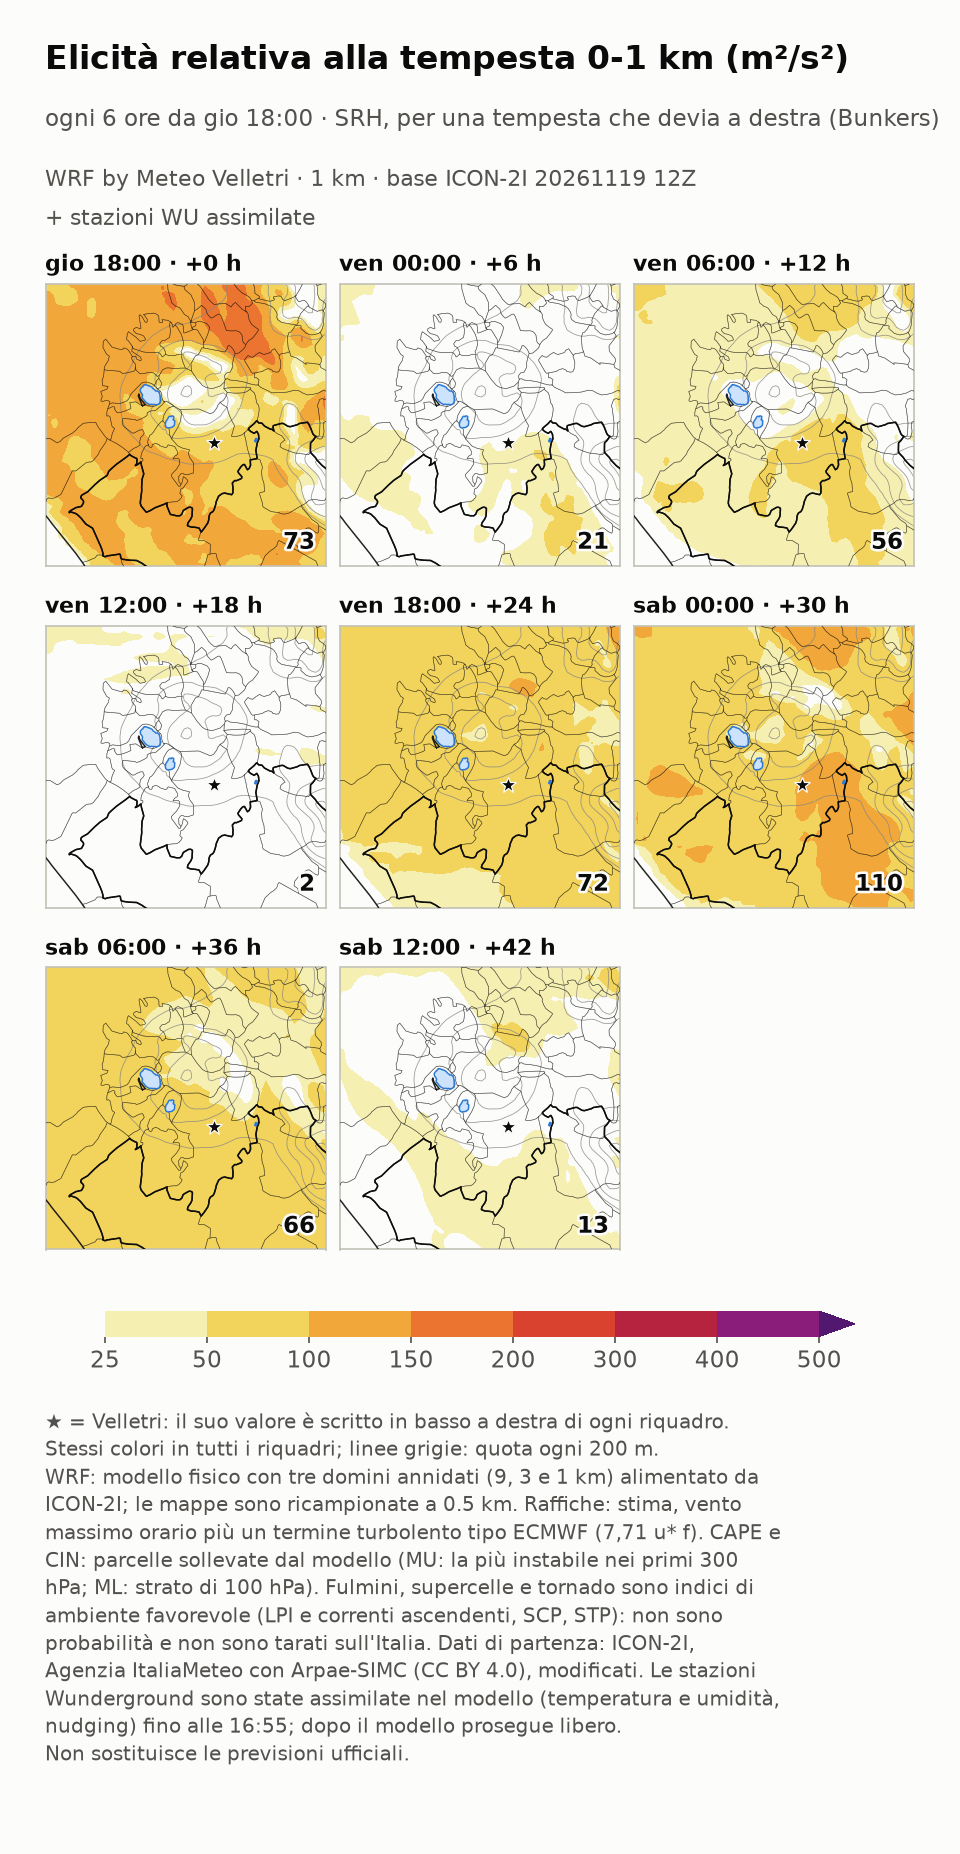 Elicità relativa alla tempesta 0-1 km (m²/s²)
ogni 6 ore da gio 18:00 · SRH, per una tempesta che devia a destra (Bunkers)
WRF by Meteo Velletri · 1 km · base ICON-2I 20261119 12Z
+ stazioni WU assimilate
gio 18:00 · +0 h
ven 00:00 · +6 h
ven 06:00 · +12 h
73
21
56
ven 12:00 · +18 h
ven 18:00 · +24 h
sab 00:00 · +30 h
2
72
110
sab 06:00 · +36 h
sab 12:00 · +42 h
66
13
25 50 100 150 200 300 400 500
★ = Velletri: il suo valore è scritto in basso a destra di ogni riquadro.
Stessi colori in tutti i riquadri; linee grigie: quota ogni 200 m.
WRF: modello fisico con tre domini annidati (9, 3 e 1 km) alimentato da
ICON-2I; le mappe sono ricampionate a 0.5 km. Raffiche: stima, vento
massimo orario più un termine turbolento tipo ECMWF (7,71 u* f). CAPE e
CIN: parcelle sollevate dal modello (MU: la più instabile nei primi 300
hPa; ML: strato di 100 hPa). Fulmini, supercelle e tornado sono indici di
ambiente favorevole (LPI e correnti ascendenti, SCP, STP): non sono
probabilità e non sono tarati sull'Italia. Dati di partenza: ICON-2I,
Agenzia ItaliaMeteo con Arpae-SIMC (CC BY 4.0), modificati. Le stazioni
Wunderground sono state assimilate nel modello (temperatura e umidità,
nudging) fino alle 16:55; dopo il modello prosegue libero.
Non sostituisce le previsioni ufficiali.